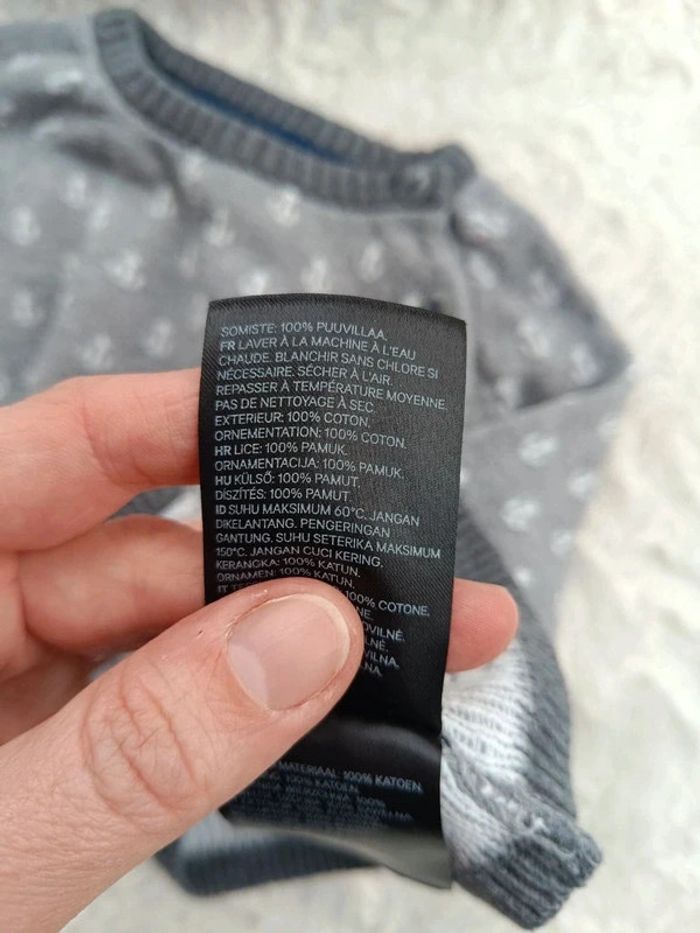 SOMISTE: 100% PUUVILLAA.
FR LAVER À LA MACHINE À L'EAU
CHAUDE. BLANCHIR SANS CHLORE SI
NÉCESSAIRE. SÉCHER À L'AIR.
REPASSER À TEMPÉRATURE MOYENNE.
PAS DE NETTOYAGE À SEC.
EXTERIEUR: 100% COTON.
ORNEMENTATION: 100% COTON.
HR LICE: 100% PAMUK.
ORNAMENTACIJA: 100% PAMUK.
HU KÜLSŐ: 100% PAMUT.
DÍSZÍTÉS: 100% PAMUT.
ID SUHU MAKSIMUM 60°C. JANGAN
DIKELANTANG. PENGERINGAN
GANTUNG. SUHU SETERIKA MAKSIMUM
150°C. JANGAN CUCI KERING.
KERANGKA: 100% KATUN.
ORNAMEN: 100% KATUN.
IT 100% COTONE.
MATERIAAL: 100% KATOEN.
100% KATOEN.